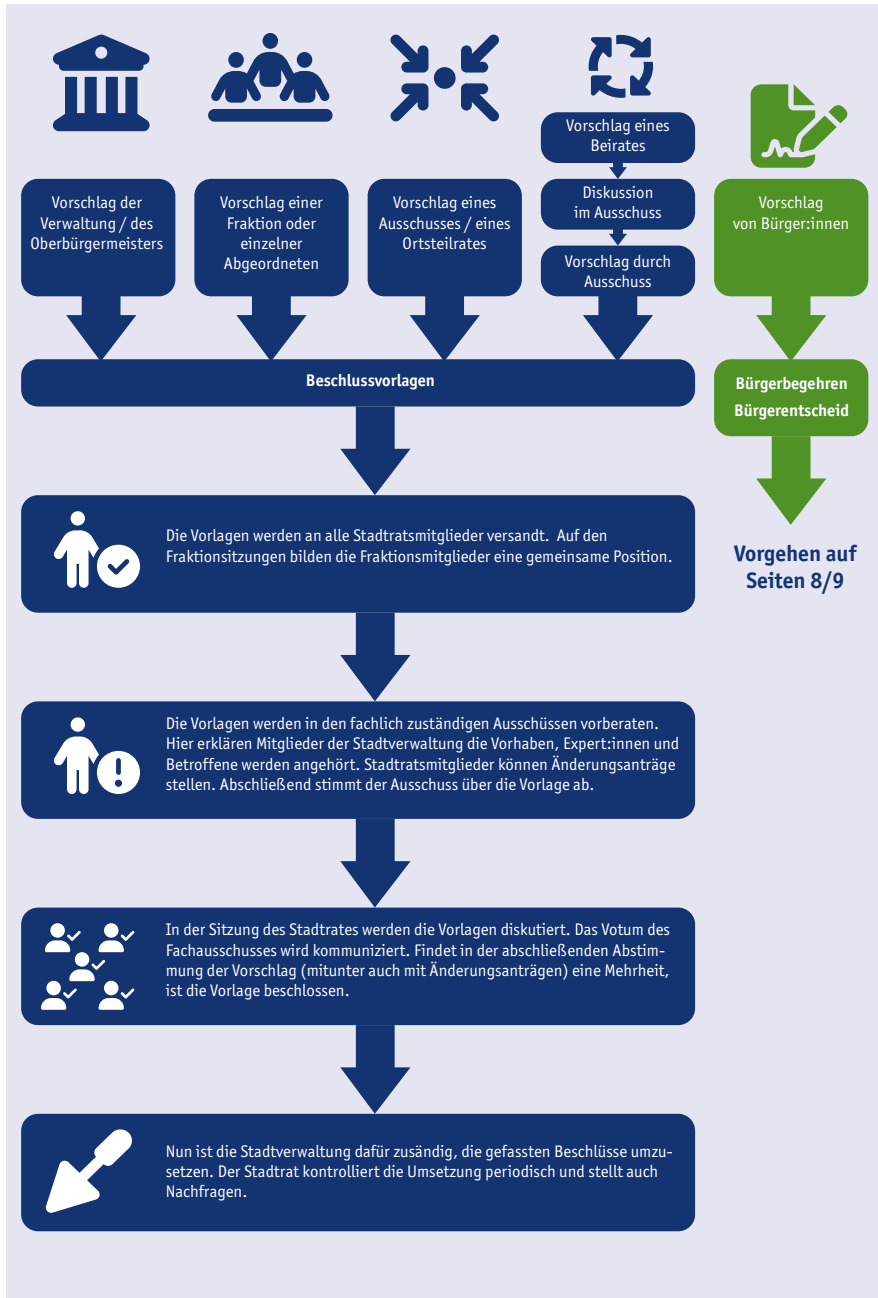 Vorschlag der
Verwaltung / des
Oberbürgermeisters
Vorschlag einer
Fraktion oder
einzelner
Abgeordneten
Vorschlag eines
Ausschusses / eines
Ortsteilrates
Vorschlag eines
Beirates
Diskussion
im Ausschuss
Vorschlag durch
Ausschuss
Vorschlag
von Bürger:innen
Beschlussvorlagen
Bürgerbegehren
Bürgerentscheid
Vorgehen auf
Seiten 8/9
Die Vorlagen werden an alle Stadtratsmitglieder versandt. Auf den
Fraktionsitzungen bilden die Fraktionsmitglieder eine gemeinsame Position.
Die Vorlagen werden in den fachlich zuständigen Ausschüssen vorberaten.
Hier erklären Mitglieder der Stadtverwaltung die Vorhaben, Expert:innen und
Betroffene werden angehört. Stadtratsmitglieder können Änderungsanträge
stellen. Abschließend stimmt der Ausschuss über die Vorlage ab.
In der Sitzung des Stadtrates werden die Vorlagen diskutiert. Das Votum des
Fachausschusses wird kommuniziert. Findet in der abschließenden Abstim-
mung der Vorschlag (mitunter auch mit Änderungsanträgen) eine Mehrheit,
ist die Vorlage beschlossen.
Nun ist die Stadtverwaltung dafür zusändig, die gefassten Beschlüsse umzu-
setzen. Der Stadtrat kontrolliert die Umsetzung periodisch und stellt auch
Nachfragen.